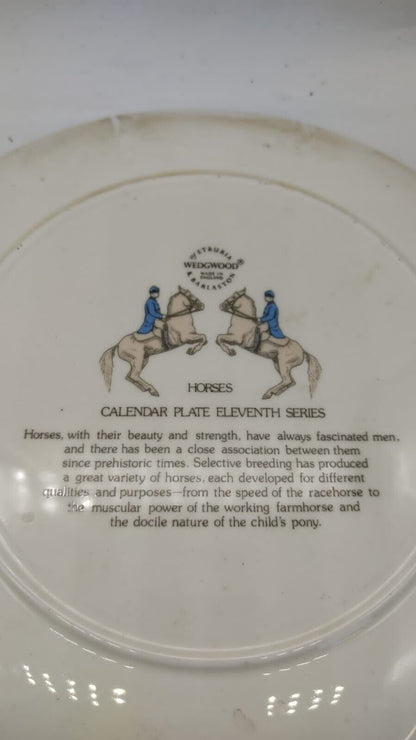 OF ETRURIA
WEDGWOOD®
MADE IN
ENGLAND
& BARLASTON
HORSES
CALENDAR PLATE ELEVENTH SERIES
Horses, with their beauty and strength, have always fascinated men,
and there has been a close association between them
since prehistoric times. Selective breeding has produced
a great variety of horses, each developed for different
qualities and purposes—from the speed of the racehorse to
the muscular power of the working farmhorse and
the docile nature of the child's pony.